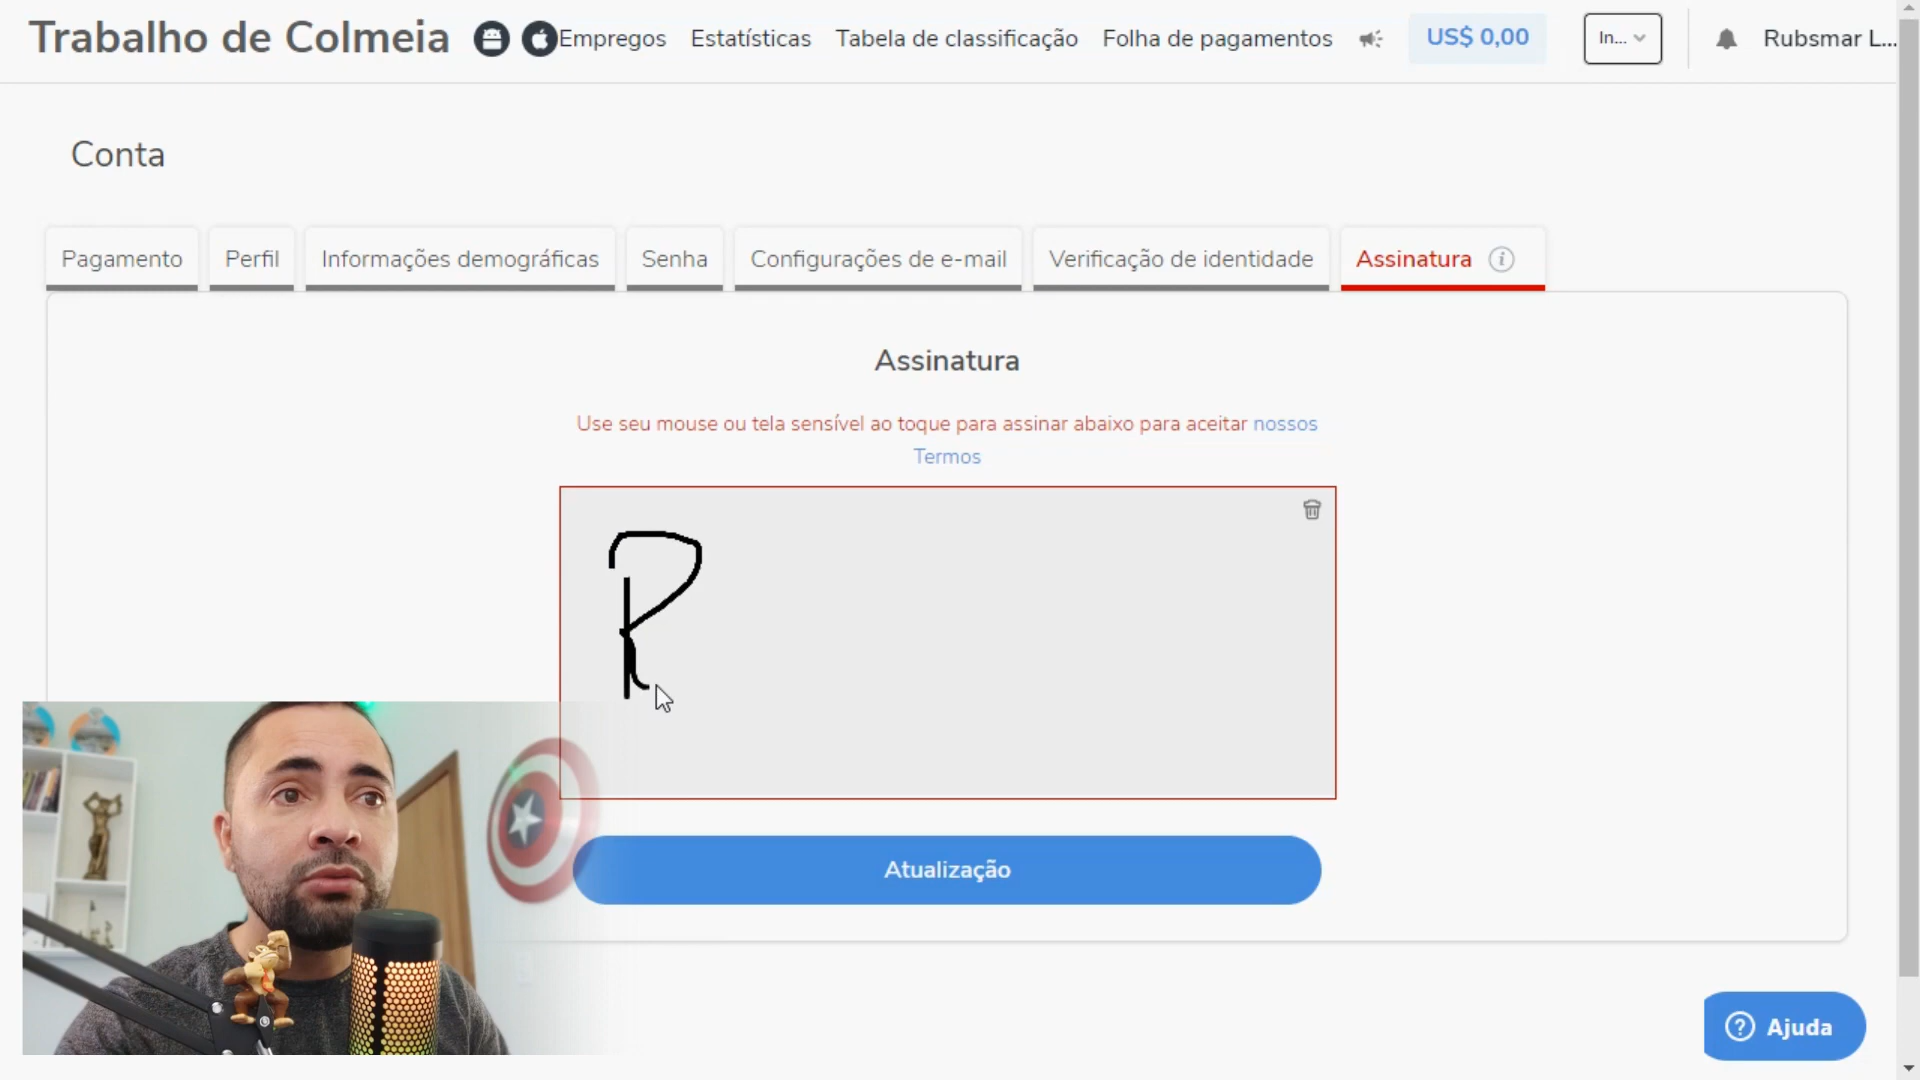 Trabalho de Colmeia Empregos Estatísticas Tabela de classificação Folha de pagamentos US$ 0,00 In... Rubsmar L...
Conta
Pagamento Perfil Informações demográficas Senha Configurações de e-mail Verificação de identidade Assinatura
Assinatura
Use seu mouse ou tela sensível ao toque para assinar abaixo para aceitar nossos
Termos
R
Atualização
Ajuda